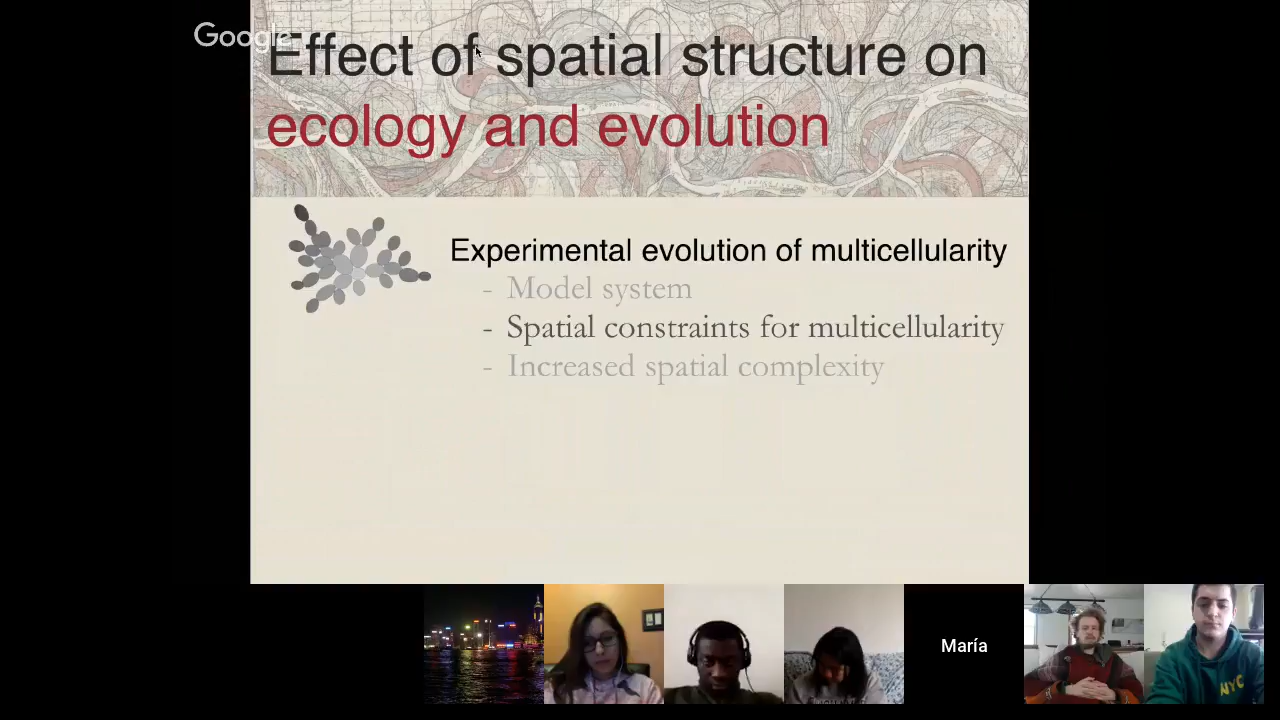 Google
Effect of spatial structure on
ecology and evolution
Experimental evolution of multicellularity
- Model system
- Spatial constraints for multicellularity
- Increased spatial complexity
María
NYC